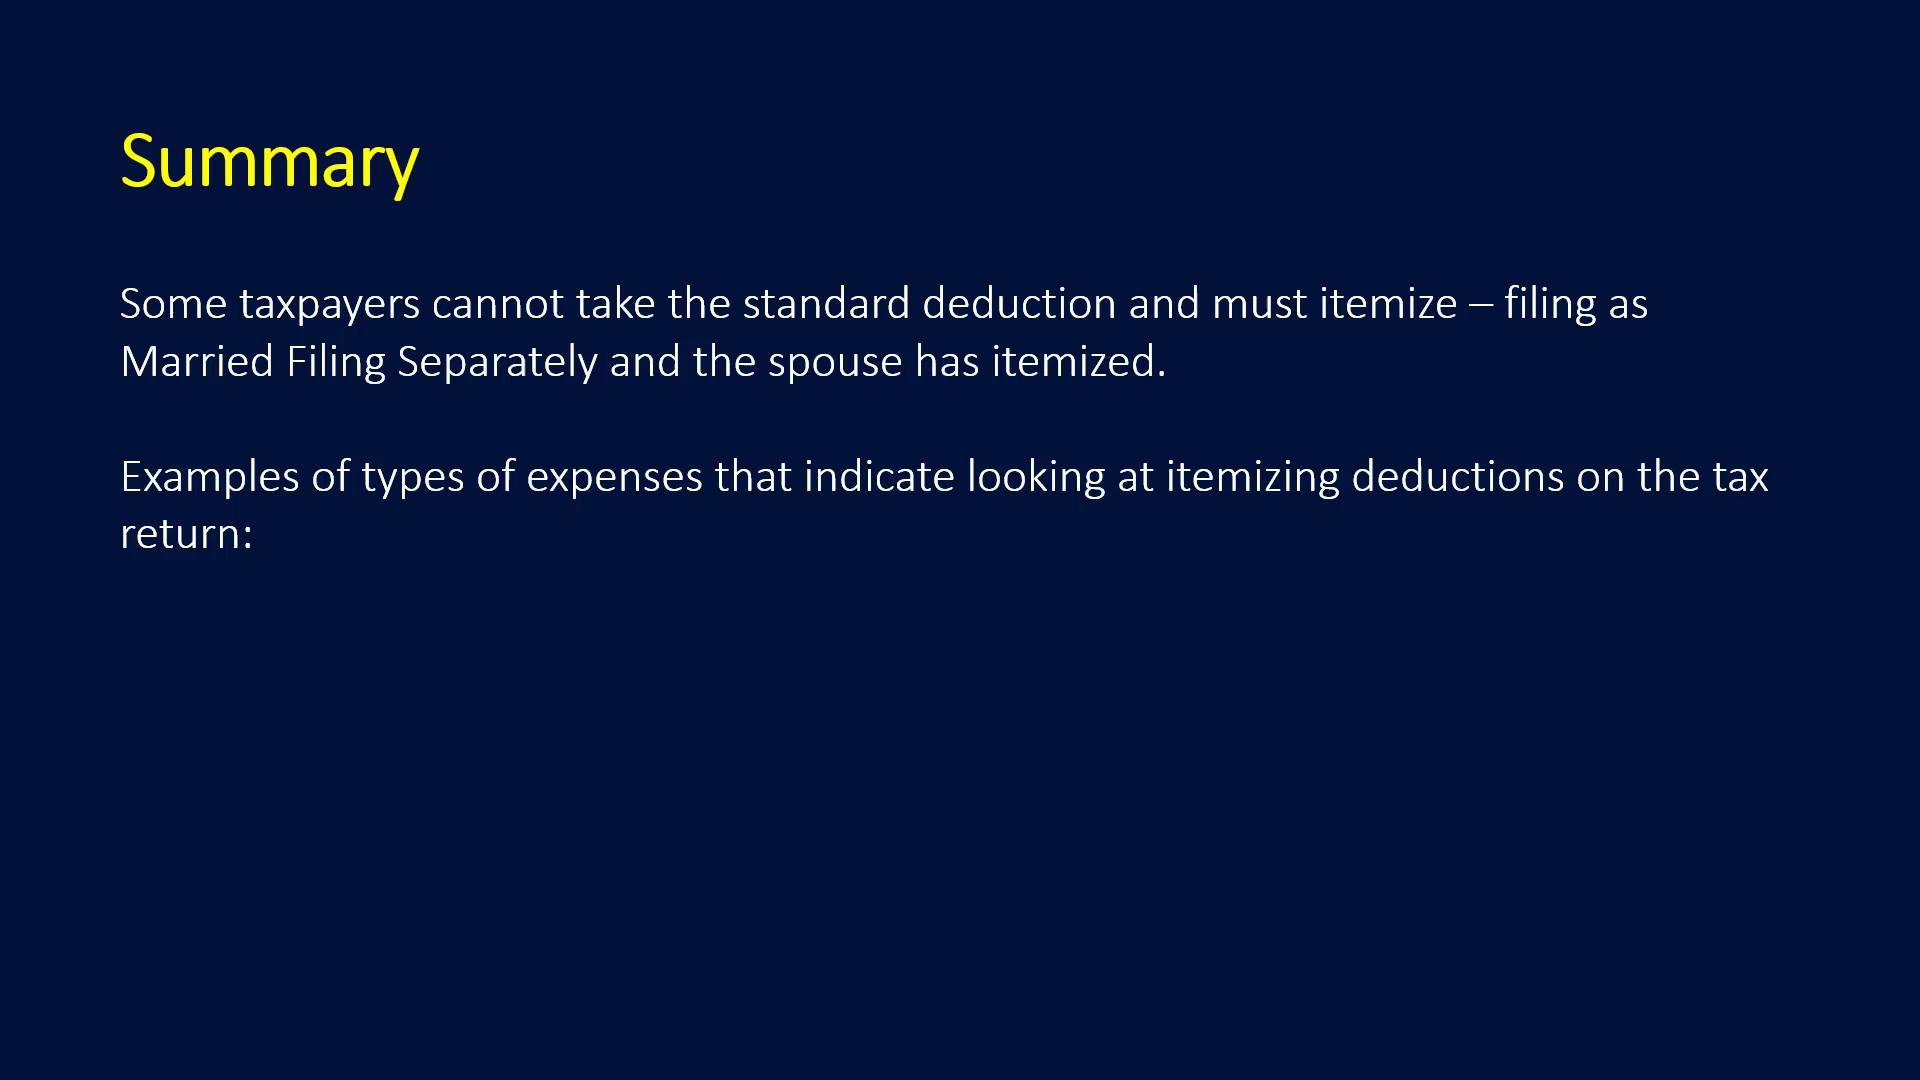 Summary
Some taxpayers cannot take the standard deduction and must itemize – filing as
Married Filing Separately and the spouse has itemized.
Examples of types of expenses that indicate looking at itemizing deductions on the tax
return: